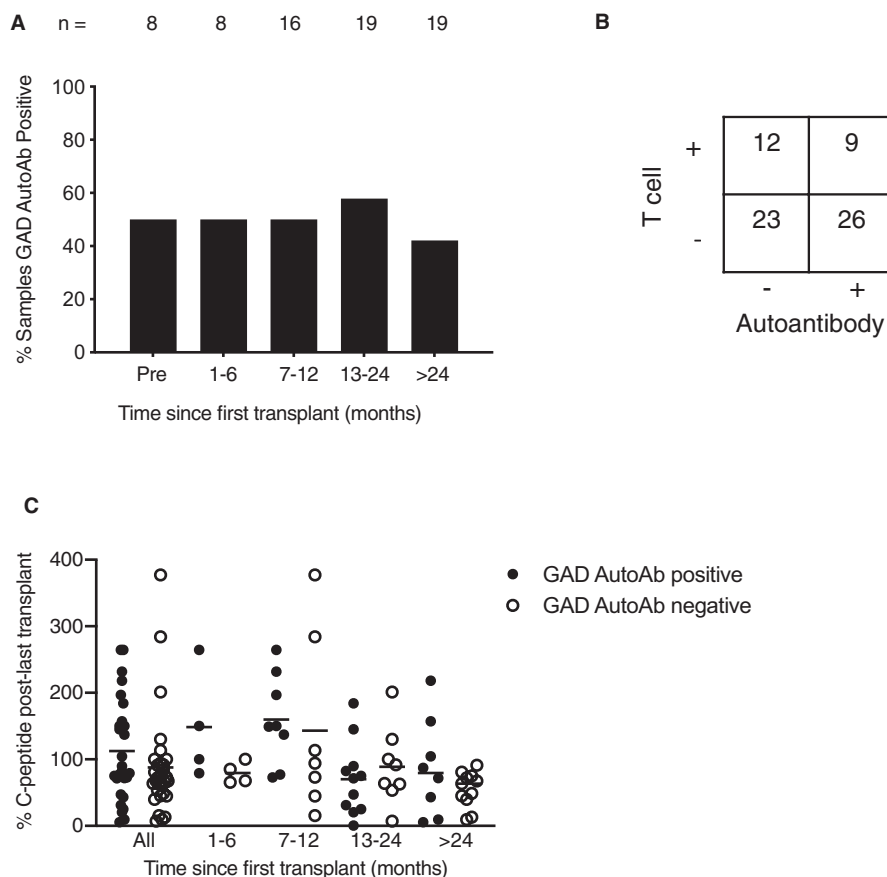 A n = 8 8 16 19 19
% Samples GAD AutoAb Positive
100
80
60
40
20
0
Pre 1-6 7-12 13-24 >24
Time since first transplant (months)
B
T cell
+ 12 9
- 23 26
- +
Autoantibody
C
% C-peptide post-last transplant
400
300
200
100
0
All 1-6 7-12 13-24 >24
Time since first transplant (months)
GAD AutoAb positive
GAD AutoAb negative